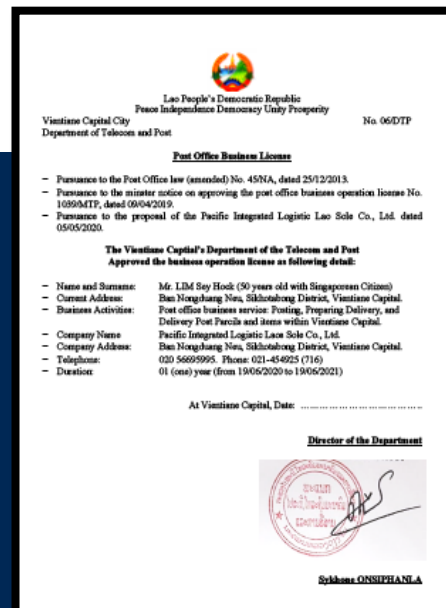 Lao People's Democratic Republic
Peace Independence Democracy Unity Prosperity
Vientiane Capital City No. 06/DTP
Department of Telecom and Post
Post Office Business License
– Pursuance to the Post Office law (amended) No. 45/NA, dated 25/12/2013.
– Pursuance to the minster notice on approving the post office business operation license No.
1039/MTP, dated 09/04/2019.
– Pursuance to the proposal of the Pacific Integrated Logistic Lao Sole Co., Ltd. dated
05/05/2020.
The Vientiane Captial's Department of the Telecom and Post
Approved the business operation license as following detail:
– Name and Surname: Mr. LIM Sey Hock (50 years old with Singaporean Citizen)
– Current Address: Ban Nongduang Neu, Sikhotabong District, Vientiane Capital.
– Business Activities: Post office business service: Posting, Preparing Delivery, and
Delivery Post Parcils and items within Vientiane Capital.
– Company Name Pacific Integrated Logistic Laos Sole Co., Ltd.
– Company Address: Ban Nongduang Neu, Sikhotabong District, Vientiane Capital.
– Telephone: 020 56695995. Phone: 021-454925 (716)
– Duration: 01 (one) year (from 19/06/2020 to 19/06/2021)
At Vientiane Capital, Date: ....................................
Director of the Department
Sykhone ONSIPHANLA